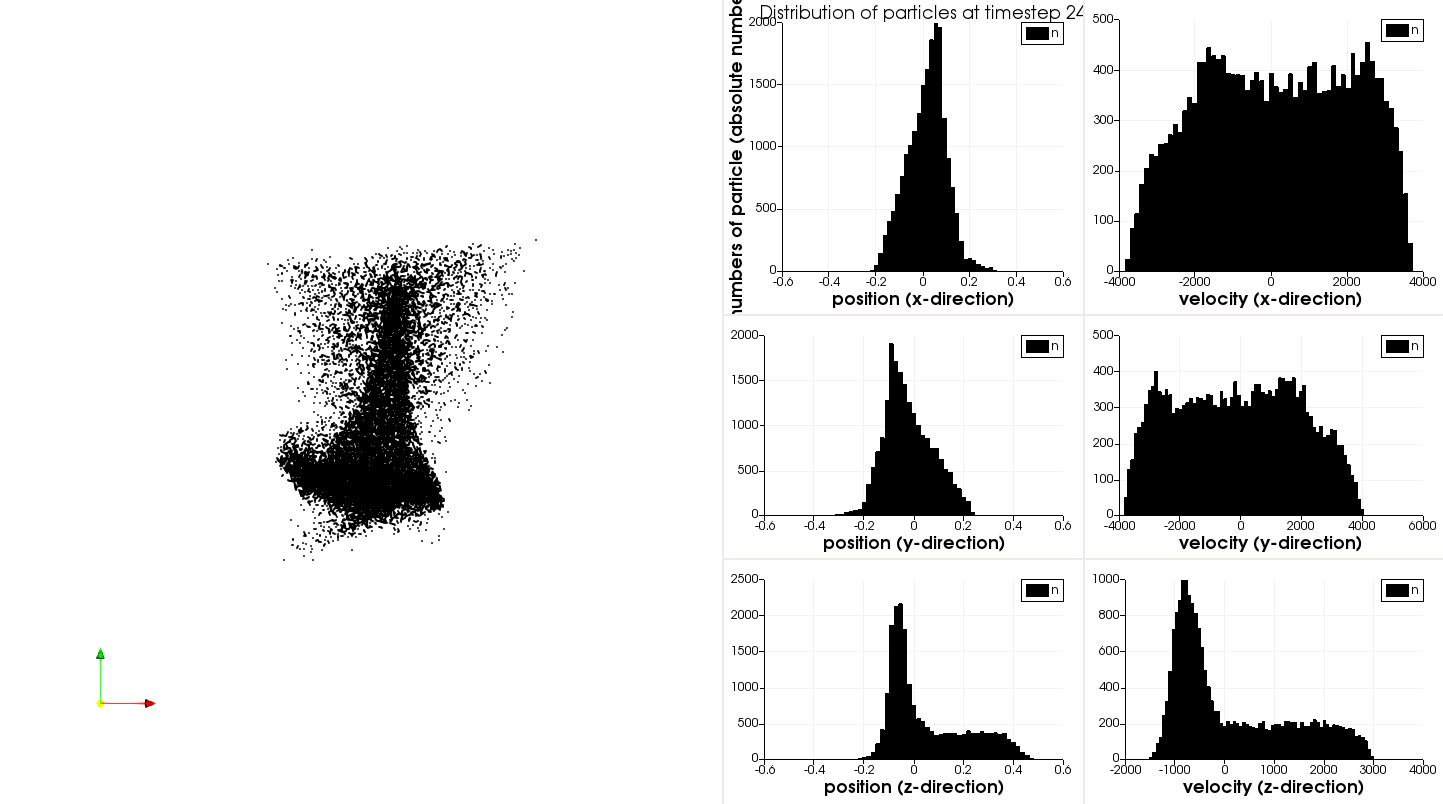 Distribution of particles at timestep 24
numbers of particle (absolute numbe
2000
1500
1000
500
0
-0.6 -0.4 -0.2 0 0.2 0.4 0.6
position (x-direction)
n
500
400
300
200
100
0
-4000 -2000 0 2000 4000
velocity (x-direction)
n
2000
1500
1000
500
0
-0.6 -0.4 -0.2 0 0.2 0.4 0.6
position (y-direction)
n
500
400
300
200
100
0
-4000 -2000 0 2000 4000 6000
velocity (y-direction)
n
2500
2000
1500
1000
500
0
-0.6 -0.4 -0.2 0 0.2 0.4 0.6
position (z-direction)
n
1000
800
600
400
200
0
-2000 -1000 0 1000 2000 3000 4000
velocity (z-direction)
n